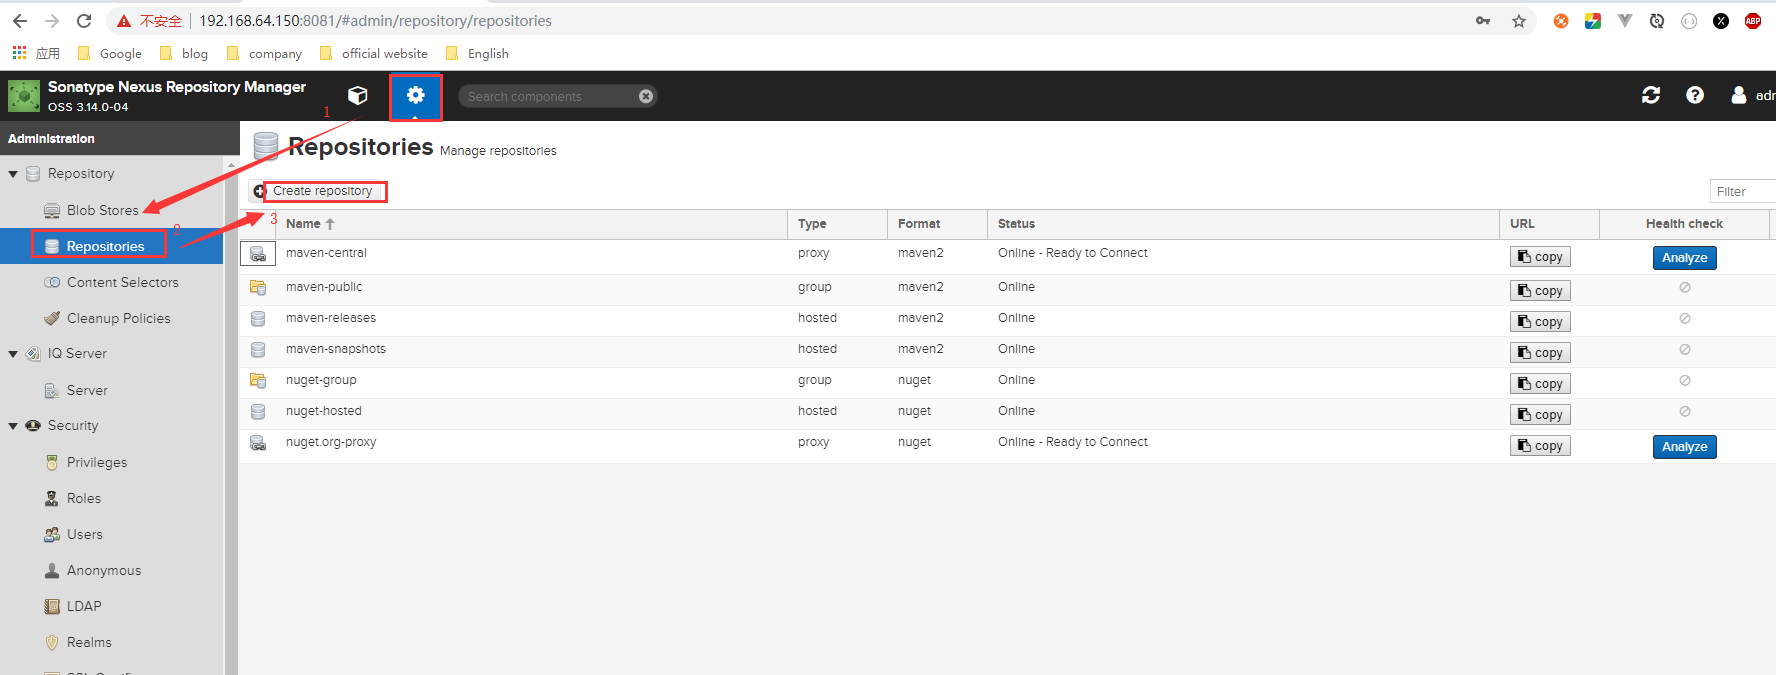 不安全 192.168.64.150:8081/#admin/repository/repositories
应用 Google blog company official website English
Sonatype Nexus Repository Manager
OSS 3.14.0-04
Search components
1
Administration
Repositories Manage repositories
Repository
Blob Stores
Repositories
Content Selectors
Cleanup Policies
IQ Server
Server
Security
Privileges
Roles
Users
Anonymous
LDAP
Realms
2
Create repository
3
Filter
Name Type Format Status URL Health check
maven-central proxy maven2 Online - Ready to Connect copy Analyze
maven-public group maven2 Online copy
maven-releases hosted maven2 Online copy
maven-snapshots hosted maven2 Online copy
nuget-group group nuget Online copy
nuget-hosted hosted nuget Online copy
nuget.org-proxy proxy nuget Online - Ready to Connect copy Analyze